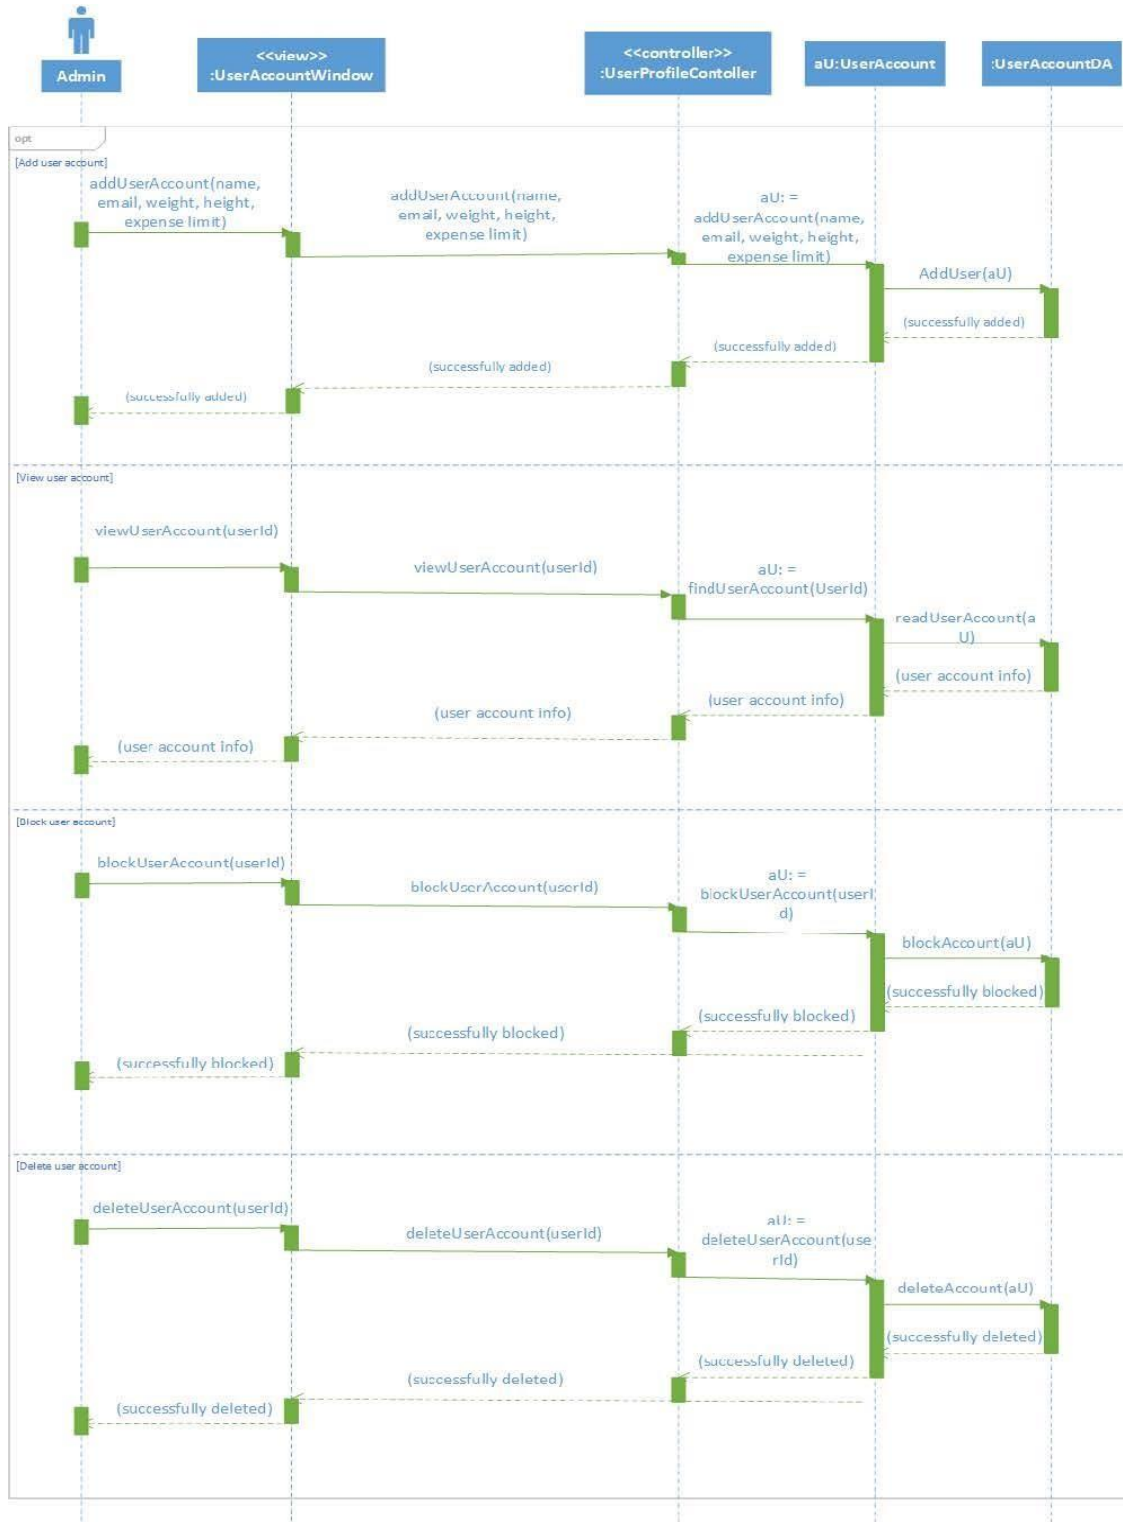 Admin
<<view>>
:UserAccountWindow
<<controller>>
:UserProfileContoller
aU:UserAccount
:UserAccountDA
opt
[Add user account]
addUserAccount(name,
email, weight, height,
expense limit)
addUserAccount(name,
email, weight, height,
expense limit)
aU: =
addUserAccount(name,
email, weight, height,
expense limit)
AddUser(aU)
(successfully added)
(successfully added)
(successfully added)
(successfully added)
[View user account]
viewUserAccount(userId)
viewUserAccount(userId)
aU: =
findUserAccount(UserId)
readUserAccount(a
U)
(user account info)
(user account info)
(user account info)
(user account info)
[Block user account]
blockUserAccount(userId)
blockUserAccount(userId)
aU: =
blockUserAccount(userI
d)
blockAccount(aU)
(successfully blocked)
(successfully blocked)
(successfully blocked)
(successfully blocked)
[Delete user account]
deleteUserAccount(userId)
deleteUserAccount(userId)
aU: =
deleteUserAccount(use
rId)
deleteAccount(aU)
(successfully deleted)
(successfully deleted)
(successfully deleted)
(successfully deleted)